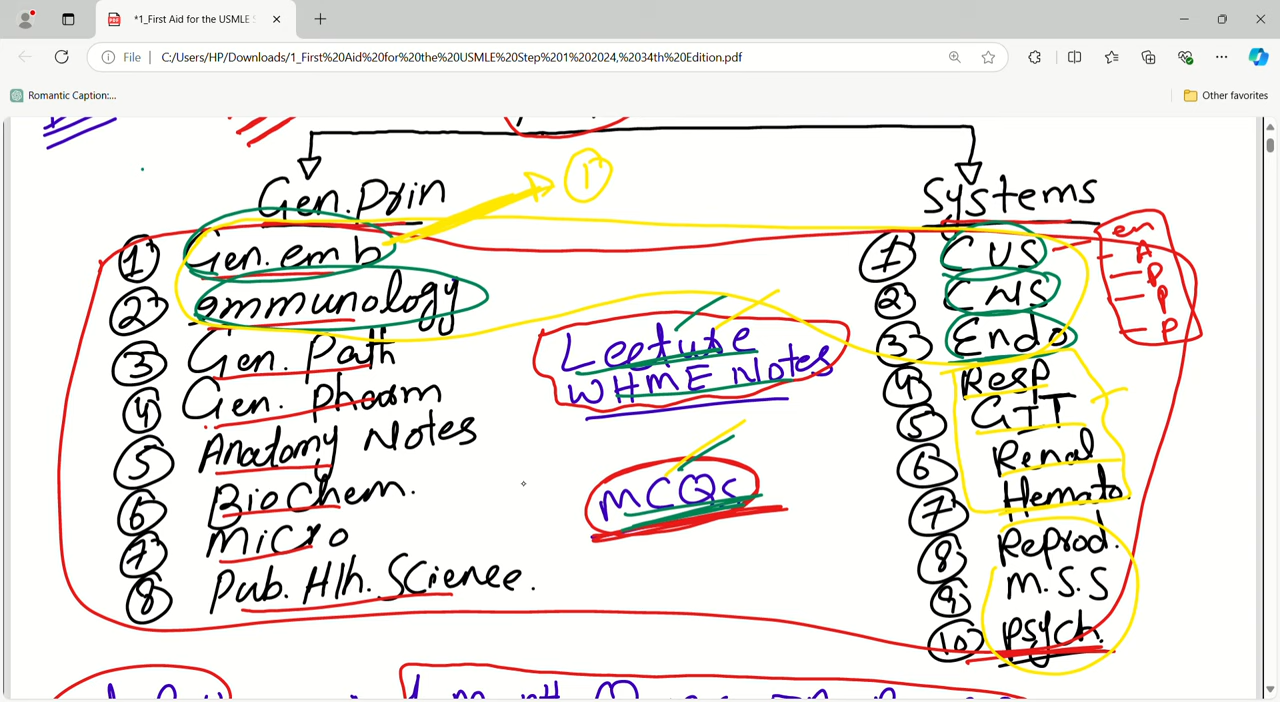 *1_First Aid for the USMLE S
File
C:/Users/HP/Downloads/1_First%20Aid%20for%20the%20USMLE%20Step%201%202024,%2034th%20Edition.pdf
Romantic Caption:...
Other favorites
Gen. Prin
1
Systems
① Gen. emb
② emmunology
③ Gen. Path
④ Gen. Pharm
⑤ Anatomy Notes
⑥ BioChem.
⑦ Micro
⑧ Pub. Hlh. Science.
Lecture
WHME Notes
MCQs
① CVS
② CNS
③ Endo
④ Resp
⑤ GIT
⑥ Renal
⑦ Hemato
⑧ Reprod.
⑨ M.S.S
⑩ psych.
em
A
P
P
P